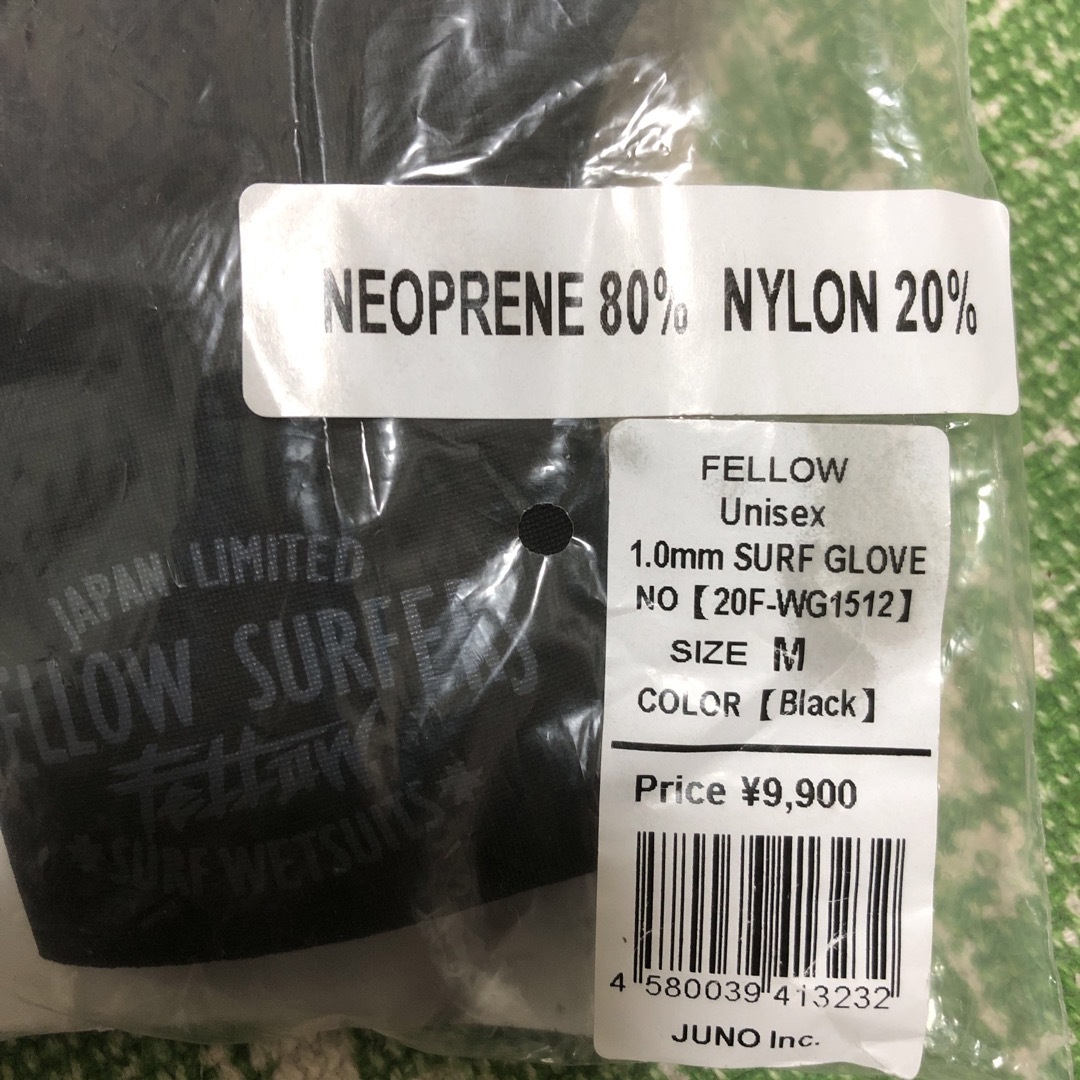 NEOPRENE 80% NYLON 20%
FELLOW
Unisex
1.0mm SURF GLOVE
NO【20F-WG1512】
SIZE M
COLOR【Black】
Price ¥9,900
4 580039 413232
JUNO Inc.
JAPAN LIMITED
FELLOW SURFERS
Fellow
*SURF WETSUITS*